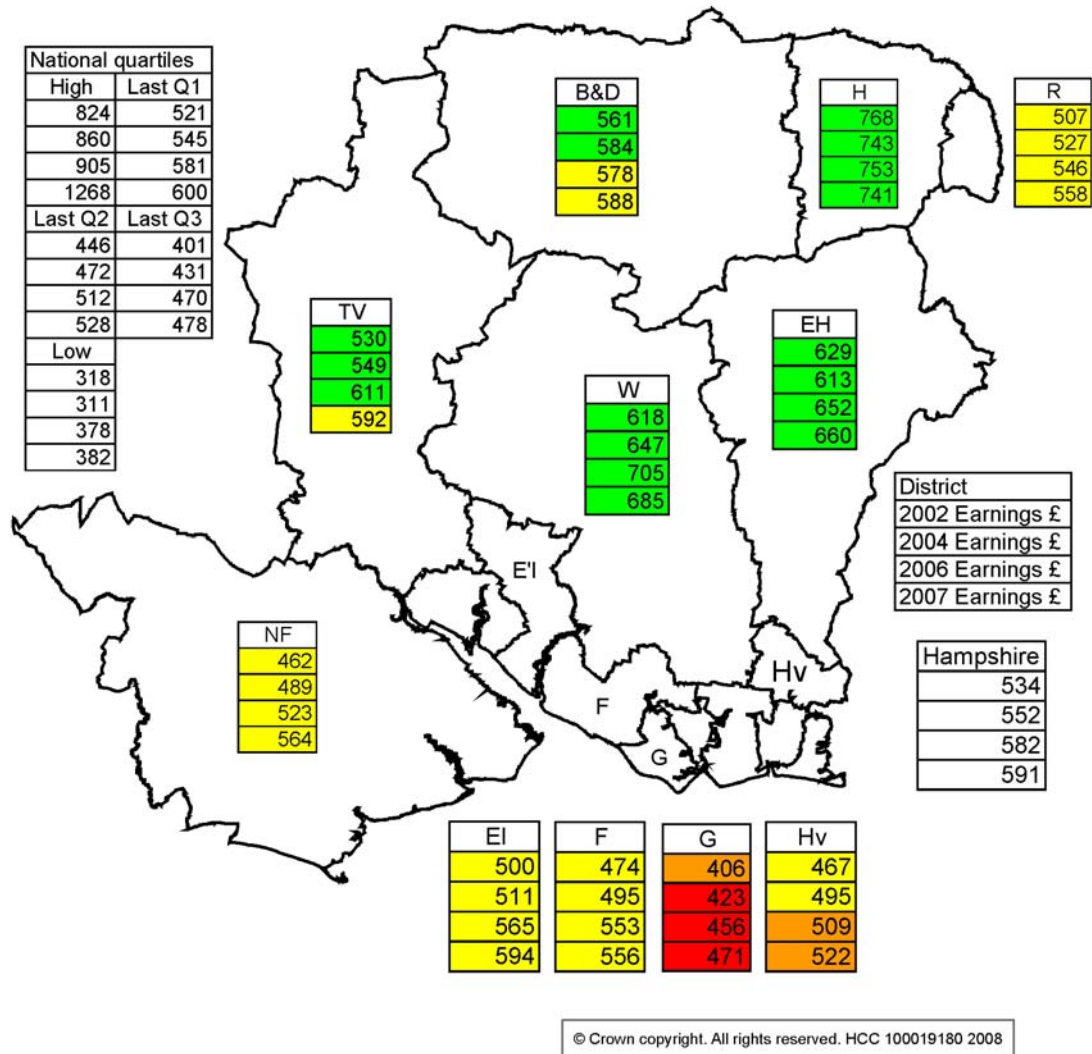 National quartiles
High Last Q1
824 521
860 545
905 581
1268 600
Last Q2 Last Q3
446 401
472 431
512 470
528 478
Low
318
311
378
382
B&D
561
584
578
588
H
768
743
753
741
R
507
527
546
558
TV
530
549
611
592
W
618
647
705
685
EH
629
613
652
660
District
2002 Earnings £
2004 Earnings £
2006 Earnings £
2007 Earnings £
E'l
NF
462
489
523
564
Hv
F
G
Hampshire
534
552
582
591
El
500
511
565
594
F
474
495
553
556
G
406
423
456
471
Hv
467
495
509
522
© Crown copyright. All rights reserved. HCC 100019180 2008